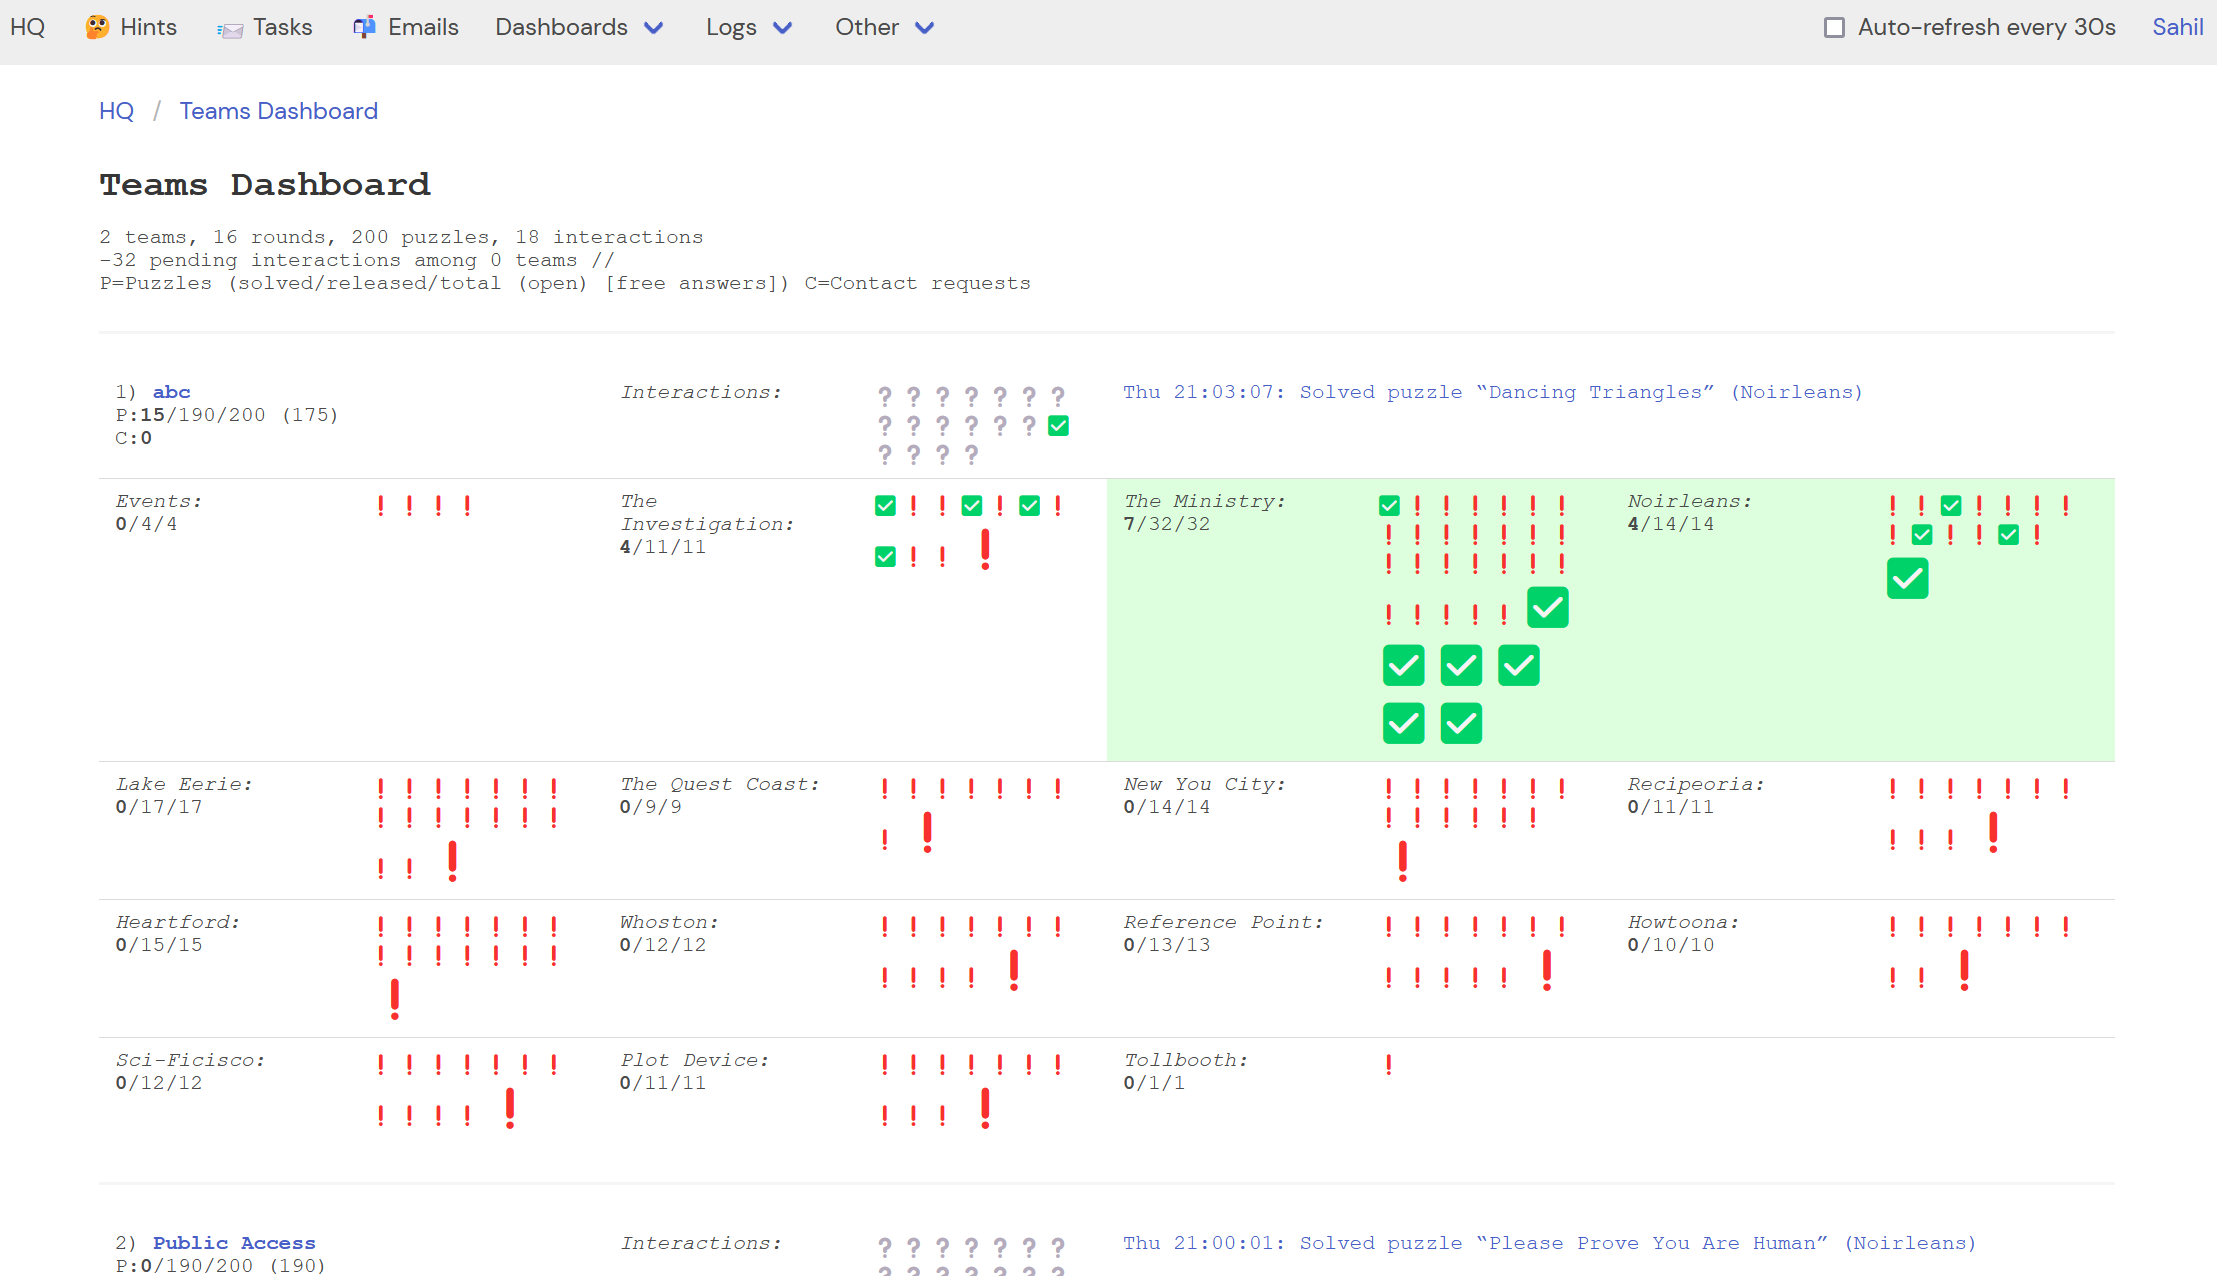 HQ Hints Tasks Emails Dashboards Logs Other Auto-refresh every 30s Sahil
HQ / Teams Dashboard
Teams Dashboard
2 teams, 16 rounds, 200 puzzles, 18 interactions
-32 pending interactions among 0 teams //
P=Puzzles (solved/released/total (open) [free answers]) C=Contact requests
1) abc
P:15/190/200 (175)
C:0
Interactions:
Thu 21:03:07: Solved puzzle “Dancing Triangles” (Noirleans)
Events:
0/4/4
The
Investigation:
4/11/11
The Ministry:
7/32/32
Noirleans:
4/14/14
Lake Eerie:
0/17/17
The Quest Coast:
0/9/9
New You City:
0/14/14
Recipeoria:
0/11/11
Heartford:
0/15/15
Whoston:
0/12/12
Reference Point:
0/13/13
Howtoona:
0/10/10
Sci-Ficisco:
0/12/12
Plot Device:
0/11/11
Tollbooth:
0/1/1
2) Public Access
P:0/190/200 (190)
Interactions:
Thu 21:00:01: Solved puzzle “Please Prove You Are Human” (Noirleans)